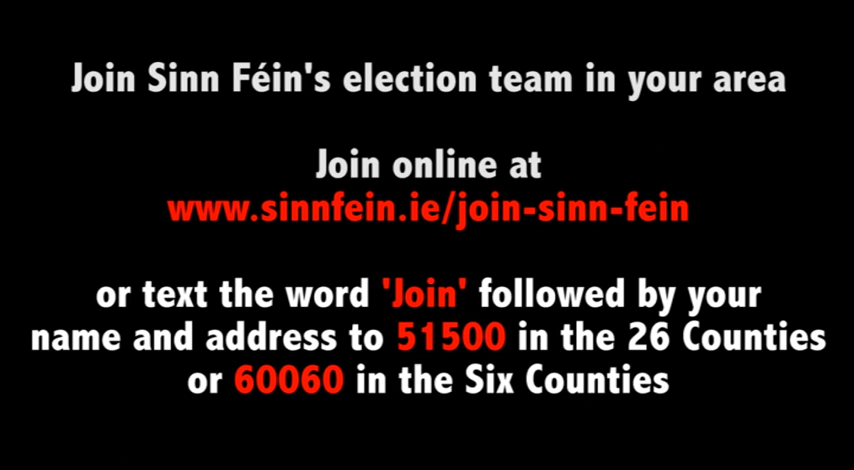 Join Sinn Féin's election team in your area
Join online at
www.sinnfein.ie/join-sinn-fein
or text the word 'Join' followed by your
name and address to 51500 in the 26 Counties
or 60060 in the Six Counties